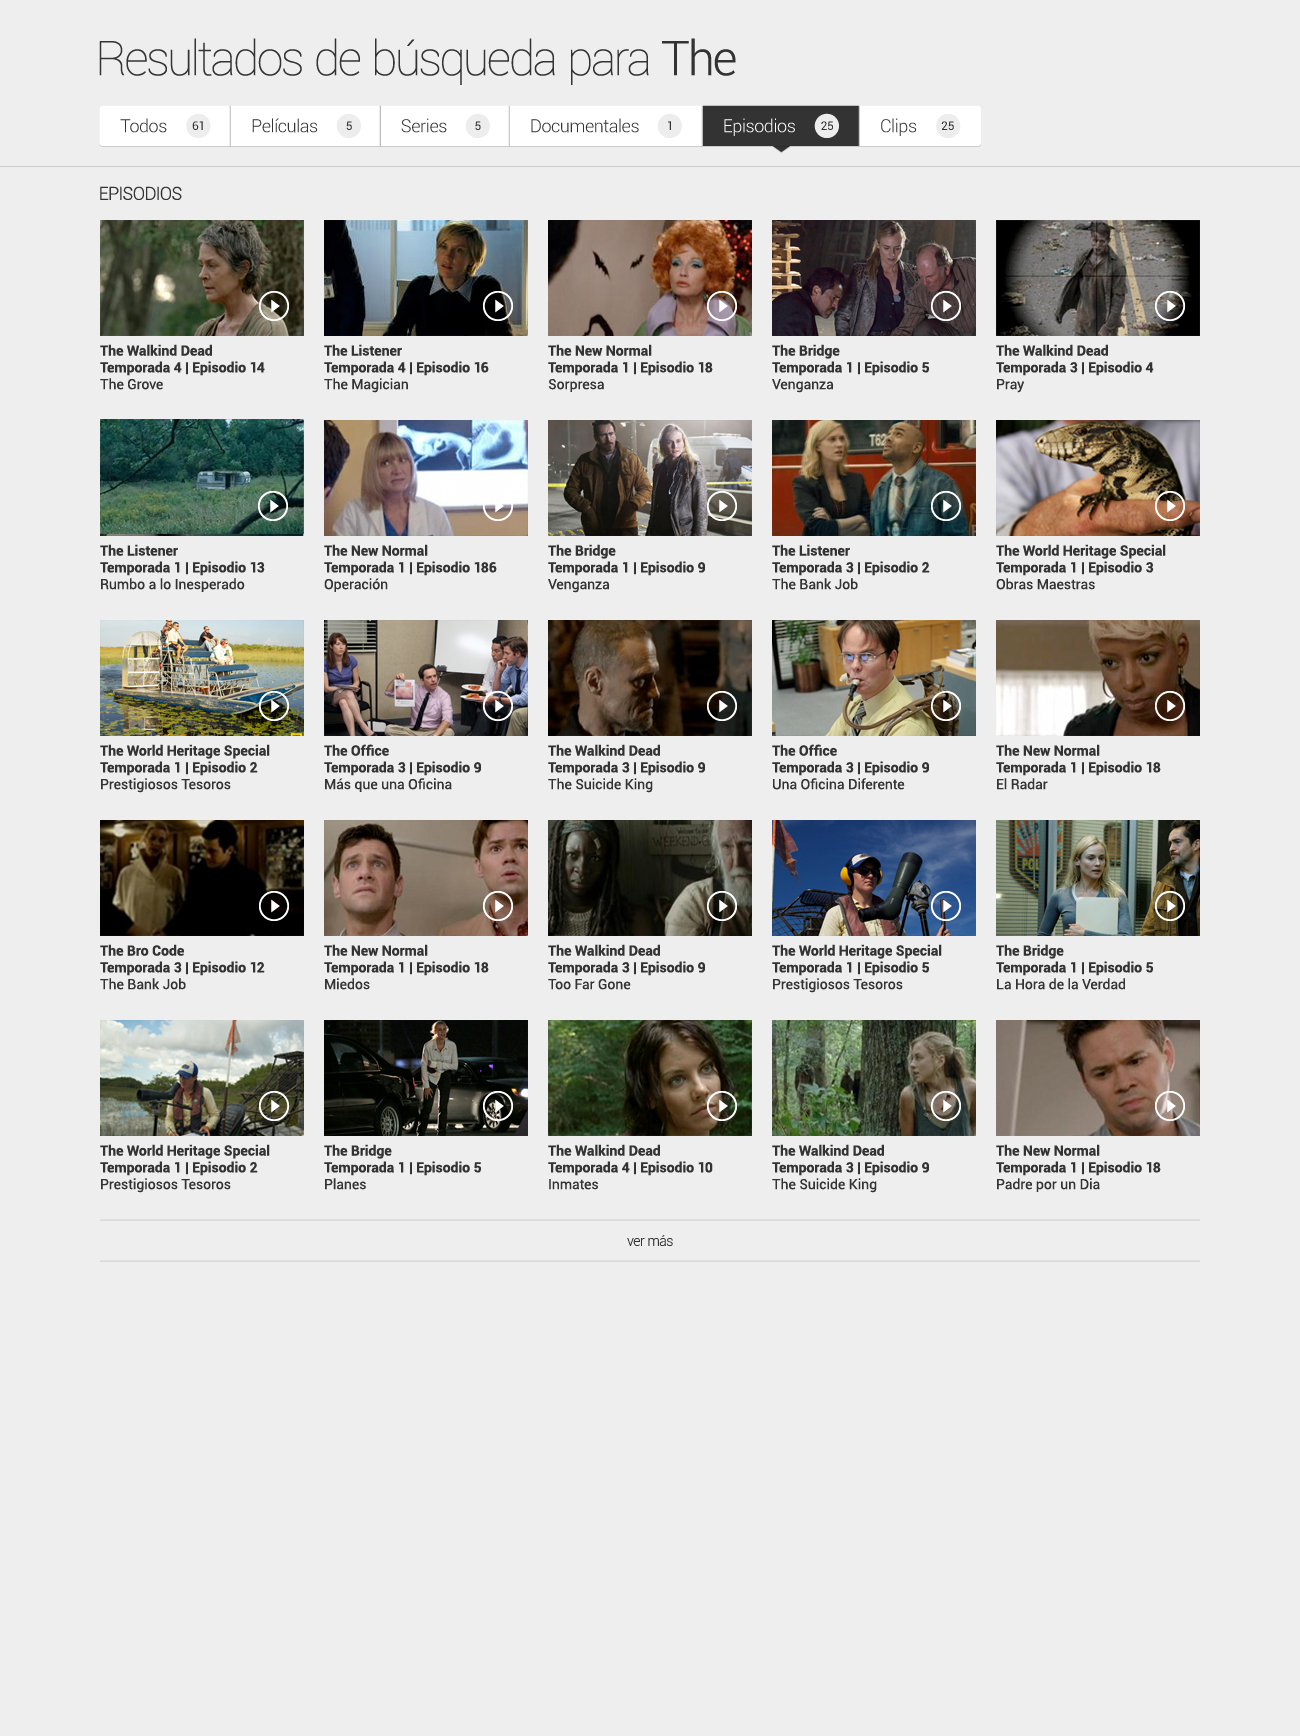 Resultados de búsqueda para The
Todos 61 Películas 5 Series 5 Documentales 1 Episodios 25 Clips 25
EPISODIOS
The Walkind Dead
Temporada 4 | Episodio 14
The Grove
The Listener
Temporada 4 | Episodio 16
The Magician
The New Normal
Temporada 1 | Episodio 18
Sorpresa
The Bridge
Temporada 1 | Episodio 5
Venganza
The Walkind Dead
Temporada 3 | Episodio 4
Pray
T62
The Listener
Temporada 1 | Episodio 13
Rumbo a lo Inesperado
The New Normal
Temporada 1 | Episodio 186
Operación
The Bridge
Temporada 1 | Episodio 9
Venganza
The Listener
Temporada 3 | Episodio 2
The Bank Job
The World Heritage Special
Temporada 1 | Episodio 3
Obras Maestras
The World Heritage Special
Temporada 1 | Episodio 2
Prestigiosos Tesoros
The Office
Temporada 3 | Episodio 9
Más que una Oficina
The Walkind Dead
Temporada 3 | Episodio 9
The Suicide King
The Office
Temporada 3 | Episodio 9
Una Oficina Diferente
The New Normal
Temporada 1 | Episodio 18
El Radar
The Bro Code
Temporada 3 | Episodio 12
The Bank Job
The New Normal
Temporada 1 | Episodio 18
Miedos
The Walkind Dead
Temporada 3 | Episodio 9
Too Far Gone
The World Heritage Special
Temporada 1 | Episodio 5
Prestigiosos Tesoros
The Bridge
Temporada 1 | Episodio 5
La Hora de la Verdad
The World Heritage Special
Temporada 1 | Episodio 2
Prestigiosos Tesoros
The Bridge
Temporada 1 | Episodio 5
Planes
The Walkind Dead
Temporada 4 | Episodio 10
Inmates
The Walkind Dead
Temporada 3 | Episodio 9
The Suicide King
The New Normal
Temporada 1 | Episodio 18
Padre por un Dia
ver más